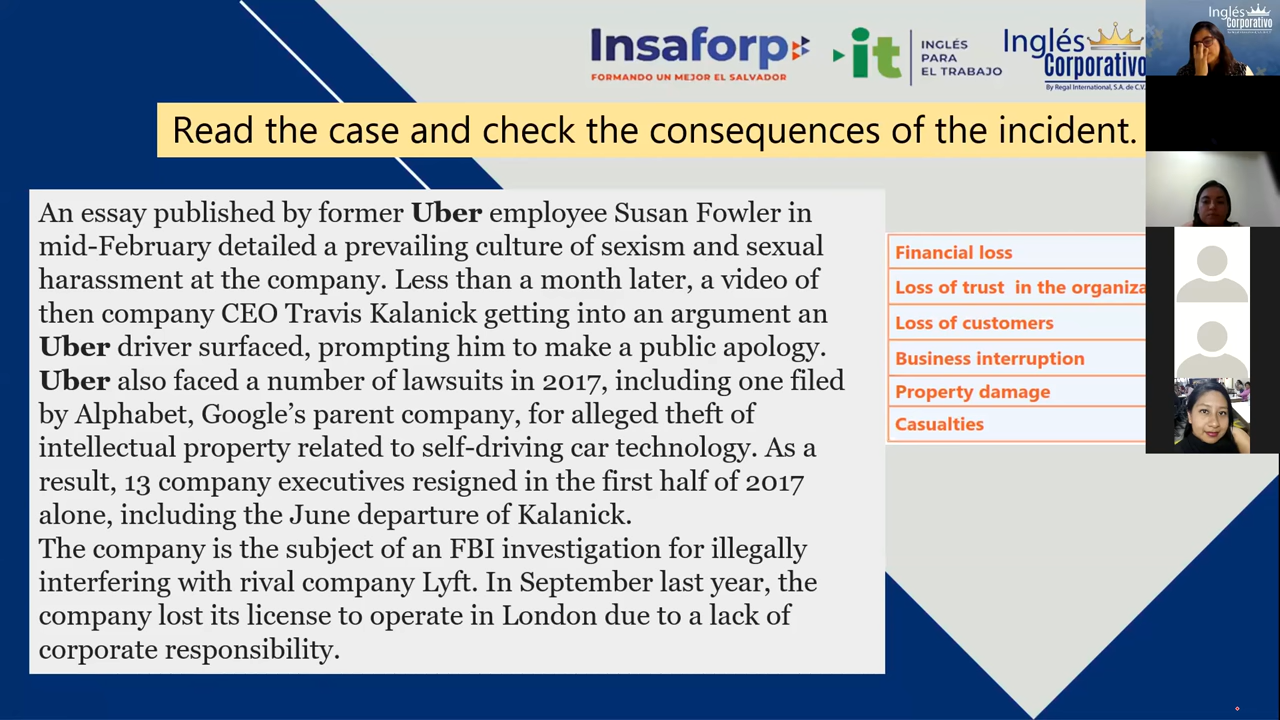 Insaforp
FORMANDO UN MEJOR EL SALVADOR
it
INGLÉS
PARA
EL TRABAJO
Inglés
Corporativo
By Regal International, S.A. de C.V.
Inglés
Corporativo
Read the case and check the consequences of the incident.
An essay published by former Uber employee Susan Fowler in
mid-February detailed a prevailing culture of sexism and sexual
harassment at the company. Less than a month later, a video of
then company CEO Travis Kalanick getting into an argument an
Uber driver surfaced, prompting him to make a public apology.
Uber also faced a number of lawsuits in 2017, including one filed
by Alphabet, Google's parent company, for alleged theft of
intellectual property related to self-driving car technology. As a
result, 13 company executives resigned in the first half of 2017
alone, including the June departure of Kalanick.
The company is the subject of an FBI investigation for illegally
interfering with rival company Lyft. In September last year, the
company lost its license to operate in London due to a lack of
corporate responsibility.
Financial loss
Loss of trust in the organiza
Loss of customers
Business interruption
Property damage
Casualties